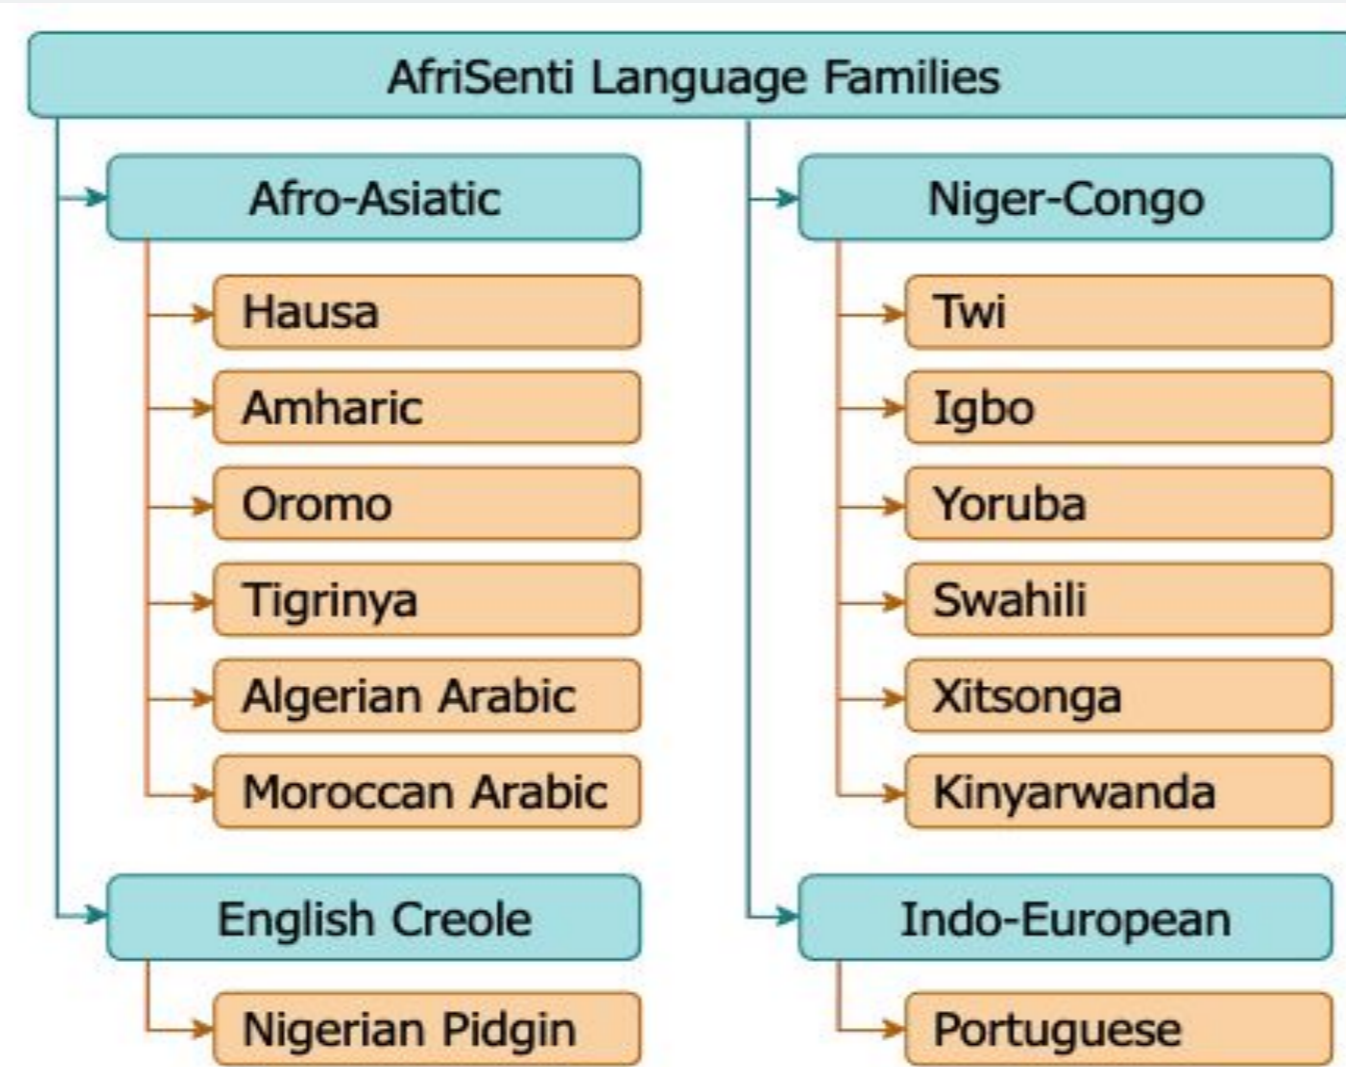 AfriSenti Language Families
Afro-Asiatic
Hausa
Amharic
Oromo
Tigrinya
Algerian Arabic
Moroccan Arabic
English Creole
Nigerian Pidgin
Niger-Congo
Twi
Igbo
Yoruba
Swahili
Xitsonga
Kinyarwanda
Indo-European
Portuguese